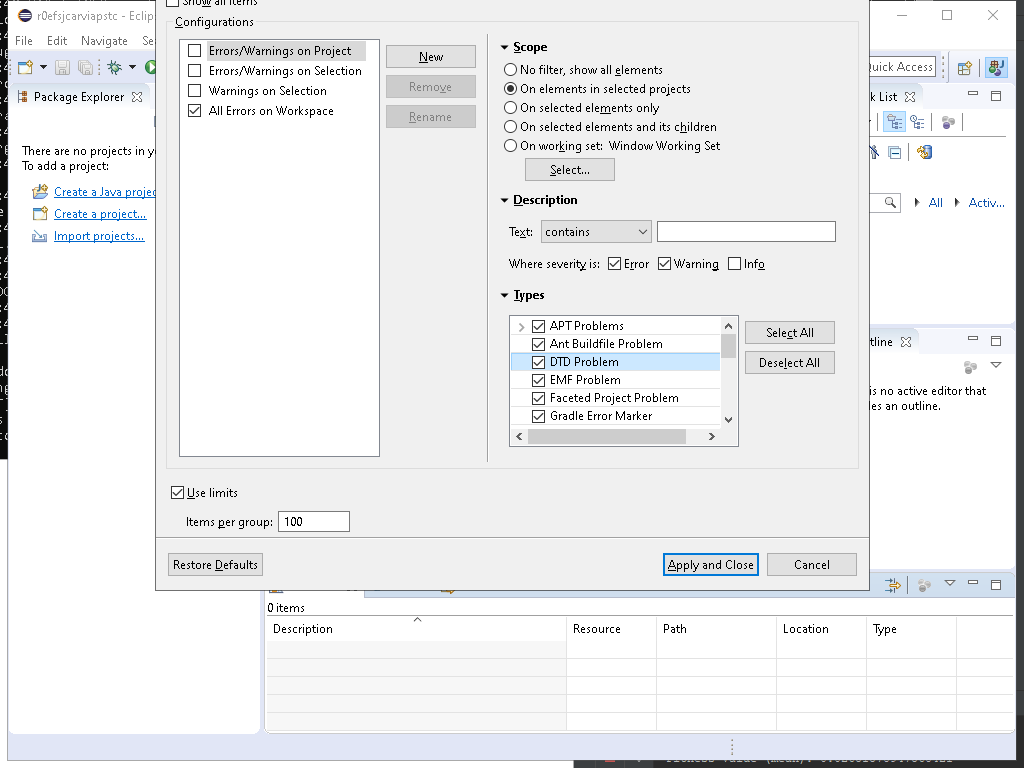 Show all items
r0efsjcarviapstc - Eclip
Configurations
File Edit Navigate Se
Quick Access
Package Explorer
k List
There are no projects in y
To add a project:
Create a Java projec
Create a project...
Import projects...
Errors/Warnings on Project
Errors/Warnings on Selection
Warnings on Selection
All Errors on Workspace
New
Remove
Rename
Scope
No filter, show all elements
On elements in selected projects
On selected elements only
On selected elements and its children
On working set: Window Working Set
Select...
Description
Text: contains
Where severity is: Error Warning Info
Types
APT Problems
Ant Buildfile Problem
DTD Problem
EMF Problem
Faceted Project Problem
Gradle Error Marker
Select All
Deselect All
All Activ...
tline
is no active editor that
des an outline.
Use limits
Items per group: 100
Restore Defaults
Apply and Close
Cancel
0 items
Description Resource Path Location Type